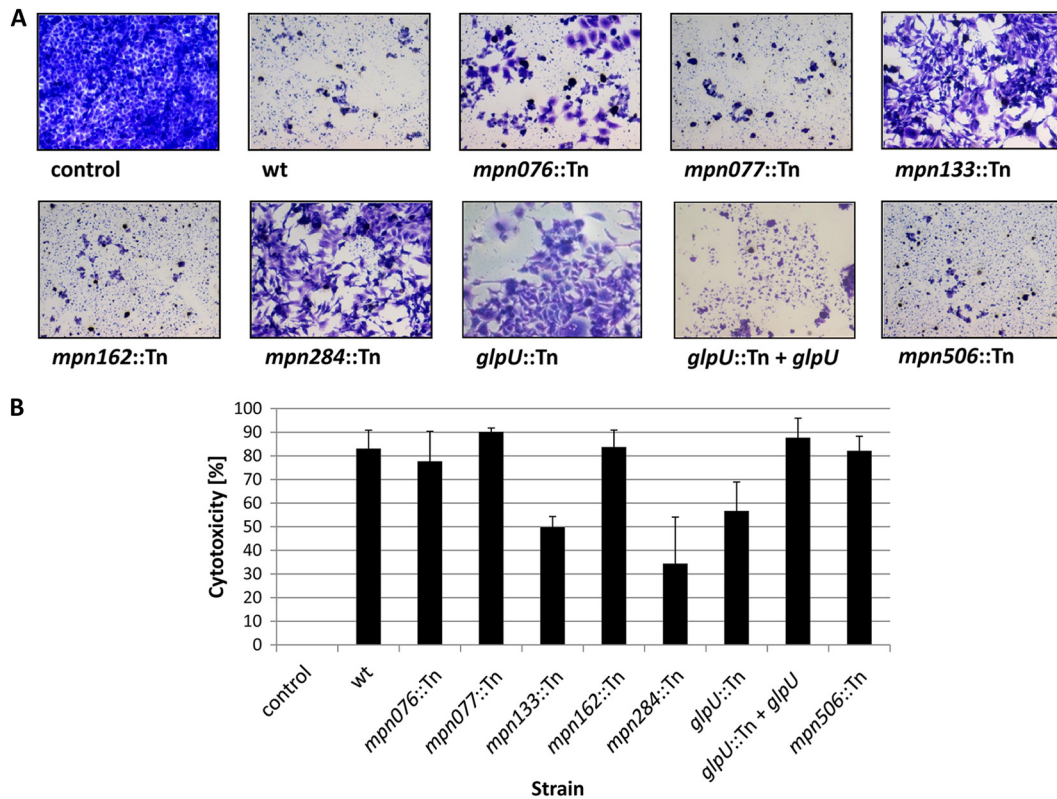 A
control
wt
mpn076::Tn
mpn077::Tn
mpn133::Tn
mpn162::Tn
mpn284::Tn
glpU::Tn
glpU::Tn + glpU
mpn506::Tn
B
Cytotoxicity [%]
100
90
80
70
60
50
40
30
20
10
0
control
wt
mpn076::Tn
mpn077::Tn
mpn133::Tn
mpn162::Tn
mpn284::Tn
glpU::Tn
glpU::Tn + glpU
mpn506::Tn
Strain